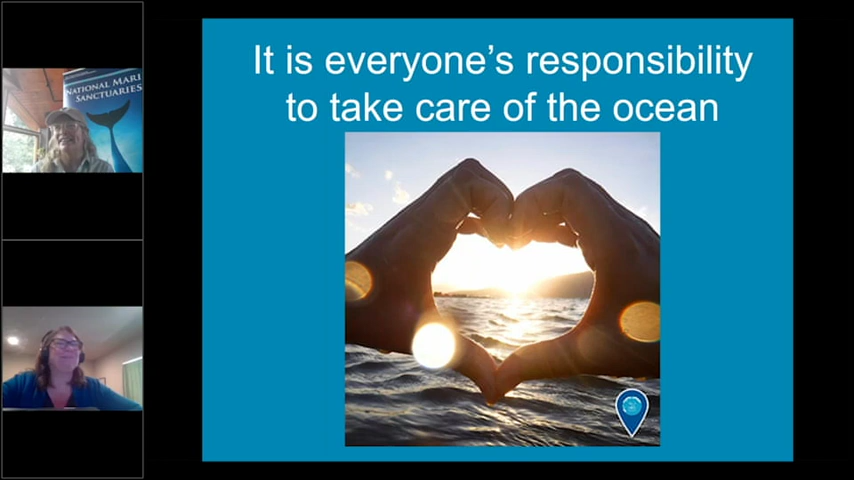 NATIONAL MARI
SANCTUARIES
It is everyone's responsibility
to take care of the ocean